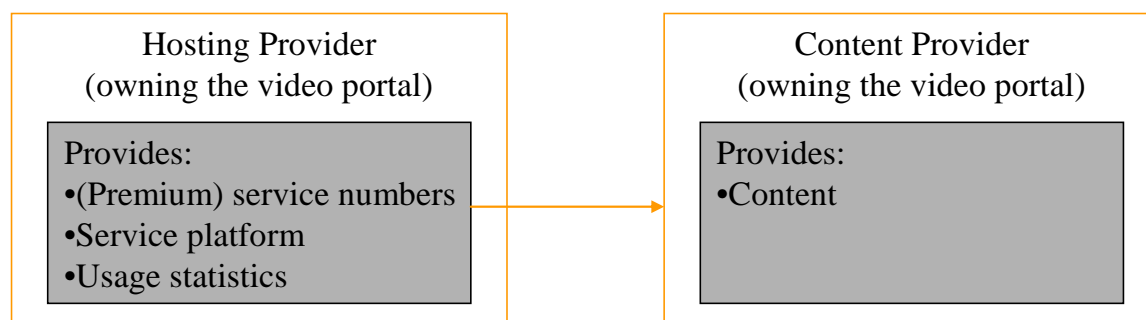 Hosting Provider
(owning the video portal)
Provides:
•(Premium) service numbers
•Service platform
•Usage statistics
Content Provider
(owning the video portal)
Provides:
•Content